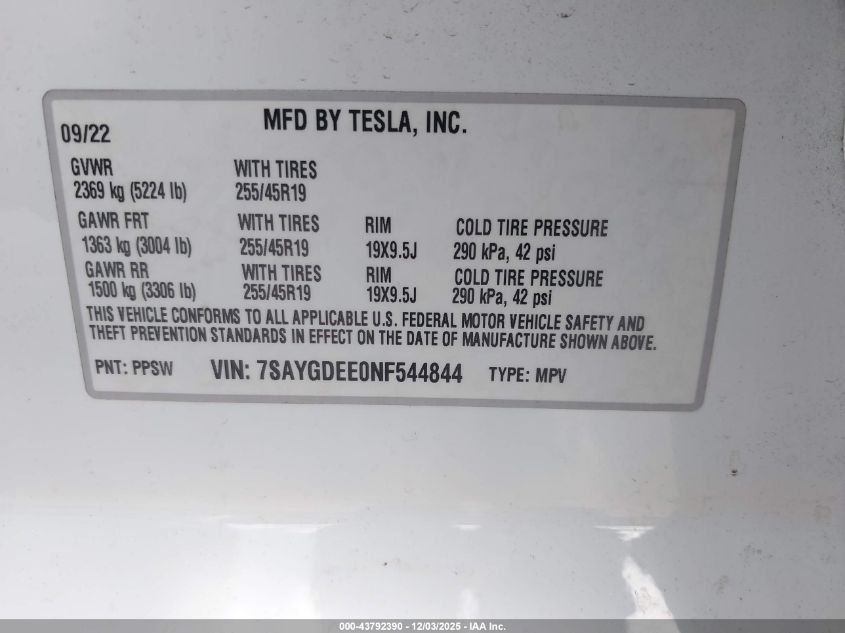 MFD BY TESLA, INC.
09/22
GVWR WITH TIRES
2369 kg (5224 lb) 255/45R19
GAWR FRT WITH TIRES RIM COLD TIRE PRESSURE
1363 kg (3004 lb) 255/45R19 19X9.5J 290 kPa, 42 psi
GAWR RR WITH TIRES RIM COLD TIRE PRESSURE
1500 kg (3306 lb) 255/45R19 19X9.5J 290 kPa, 42 psi
THIS VEHICLE CONFORMS TO ALL APPLICABLE U.S. FEDERAL MOTOR VEHICLE SAFETY AND
THEFT PREVENTION STANDARDS IN EFFECT ON THE DATE OF MANUFACTURE SHOWN ABOVE.
PNT: PPSW VIN: 7SAYGDEE0NF544844 TYPE: MPV
000-43792390 - 12/03/2025 - IAA Inc.